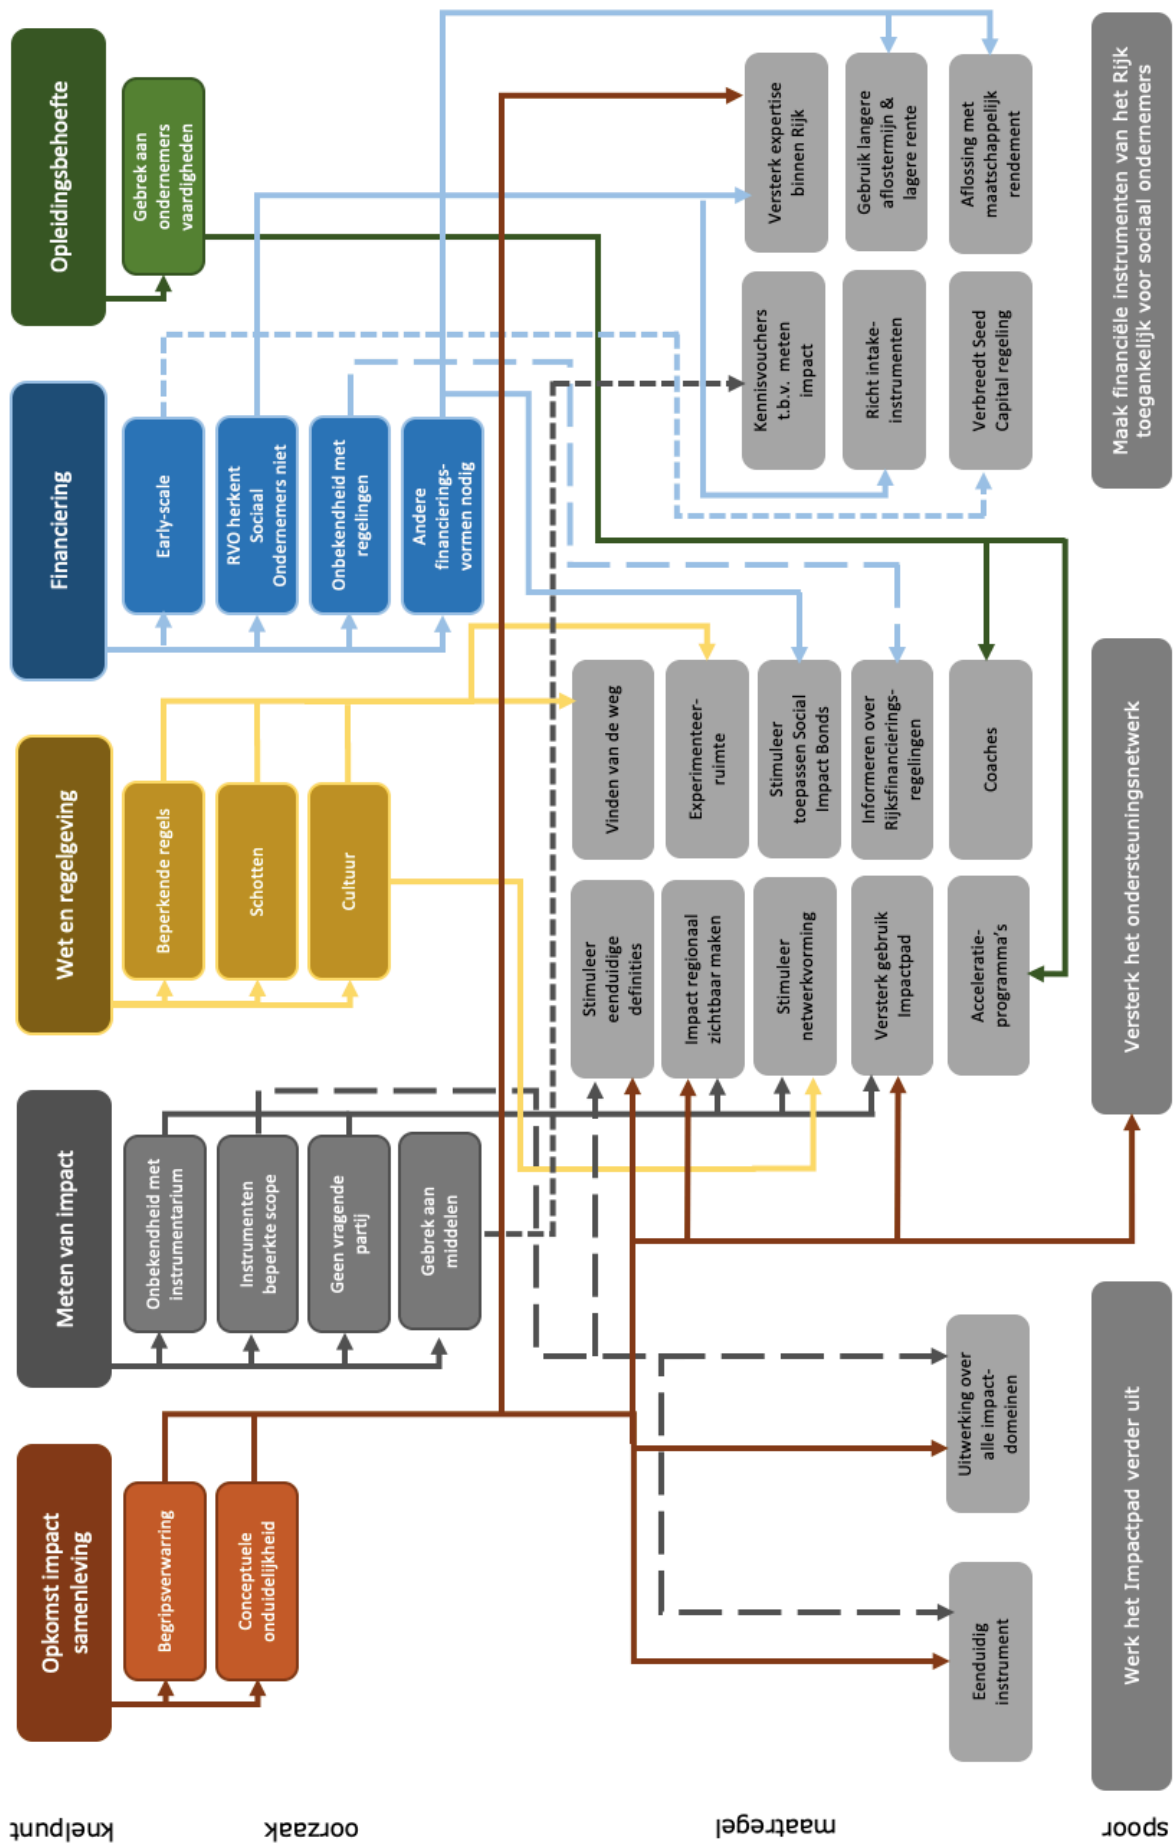 knelpunt
Opkomst impact
samenleving
Meten van impact
Wet en regelgeving
Financiering
Opleidingsbehoefte
oorzaak
Begripsverwarring
Conceptuele
onduidelijkheid
Onbekendheid met
instrumentarium
Instrumenten
beperkte scope
Geen vragende
partij
Gebrek aan
middelen
Beperkende regels
Schotten
Cultuur
Early-scale
RVO herkent
Sociaal
Ondernemers niet
Onbekendheid met
regelingen
Andere
financierings-
vormen nodig
Gebrek aan
ondernemers
vaardigheden
maatregel
Eenduidig
instrument
Uitwerking over
alle impact-
domeinen
Stimuleer
eenduidige
definities
Impact regionaal
zichtbaar maken
Stimuleer
netwerkvorming
Versterk gebruik
Impactpad
Acceleratie-
programma's
Vinden van de weg
Experimenteer-
ruimte
Stimuleer
toepassen Social
Impact Bonds
Informeren over
Rijksfinancierings-
regelingen
Coaches
Kennisvouchers
t.b.v. meten
impact
Richt intake-
instrumenten
Verbreedt Seed
Capital regeling
Versterk expertise
binnen Rijk
Gebruik langere
aflostermijn &
lagere rente
Aflossing met
maatschappelijk
rendement
spoor
Werk het Impactpad verder uit
Versterk het ondersteuningsnetwerk
Maak financiële instrumenten van het Rijk
toegankelijk voor sociaal ondernemers